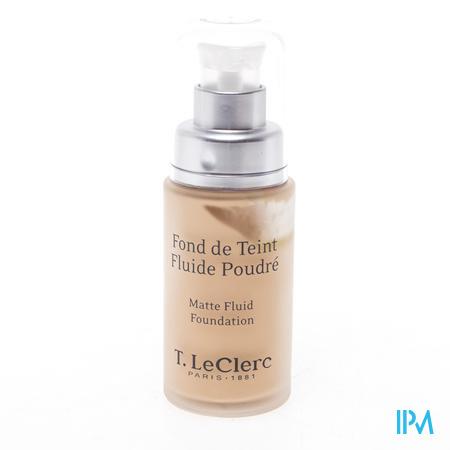 Fond de Teint
Fluide Poudré
Matte Fluid
Foundation
T. LeClerc
PARIS · 1881
IPM